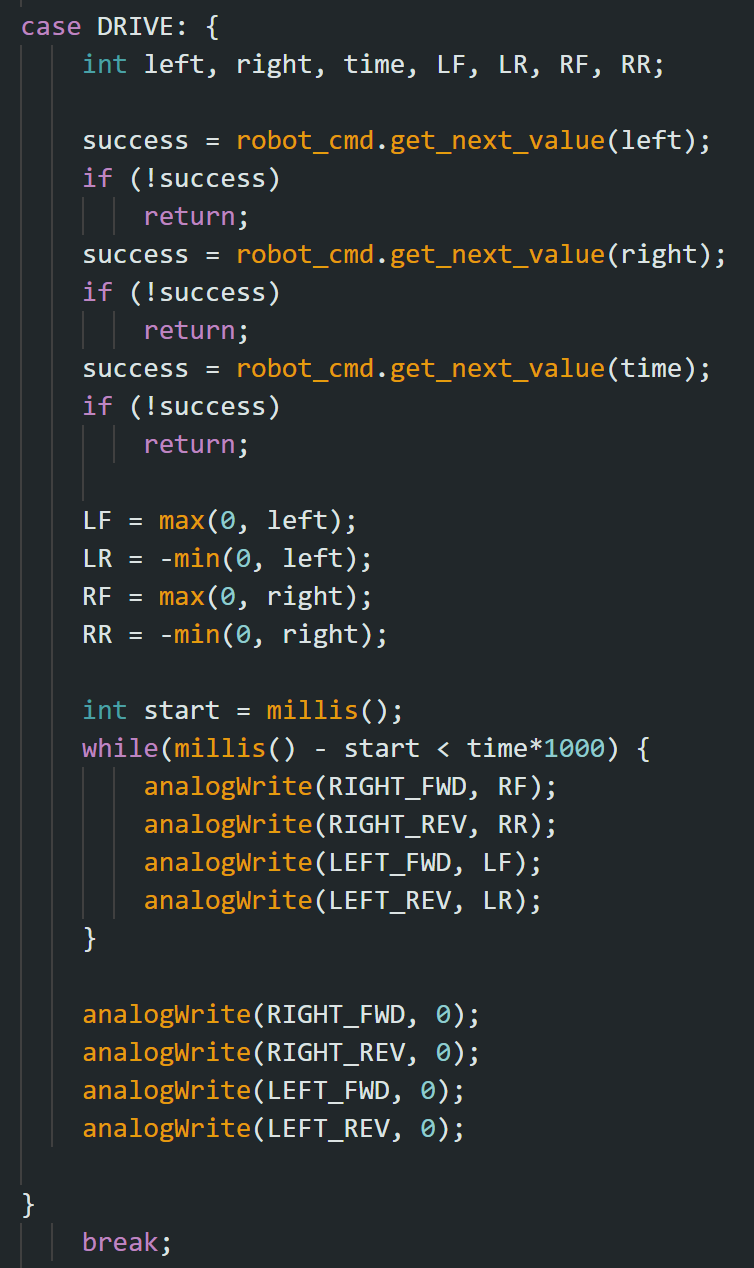 case DRIVE: {
int left, right, time, LF, LR, RF, RR;
success = robot_cmd.get_next_value(left);
if (!success)
return;
success = robot_cmd.get_next_value(right);
if (!success)
return;
success = robot_cmd.get_next_value(time);
if (!success)
return;
LF = max(0, left);
LR = -min(0, left);
RF = max(0, right);
RR = -min(0, right);
int start = millis();
while(millis() - start < time*1000) {
analogWrite(RIGHT_FWD, RF);
analogWrite(RIGHT_REV, RR);
analogWrite(LEFT_FWD, LF);
analogWrite(LEFT_REV, LR);
}
analogWrite(RIGHT_FWD, 0);
analogWrite(RIGHT_REV, 0);
analogWrite(LEFT_FWD, 0);
analogWrite(LEFT_REV, 0);
}
break;